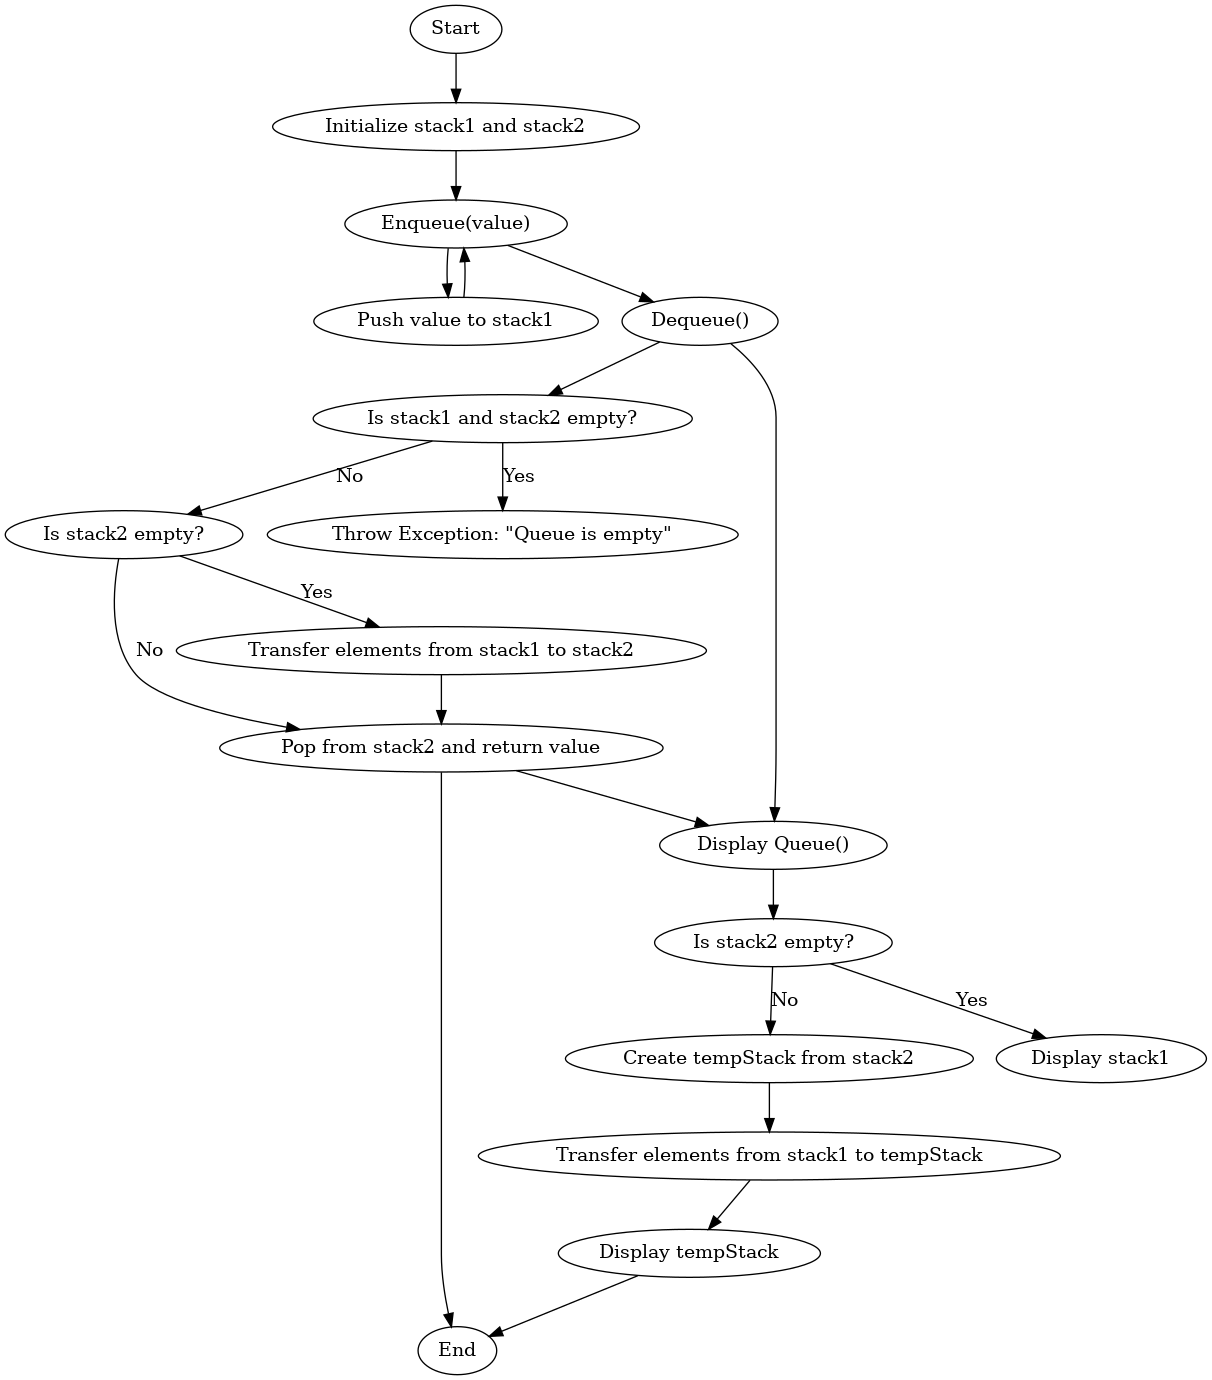 Start
Initialize stack1 and stack2
Enqueue(value)
Push value to stack1
Dequeue()
Is stack1 and stack2 empty?
No
Yes
Is stack2 empty?
Throw Exception: "Queue is empty"
Yes
No
Transfer elements from stack1 to stack2
Pop from stack2 and return value
Display Queue()
Is stack2 empty?
No
Yes
Create tempStack from stack2
Display stack1
Transfer elements from stack1 to tempStack
Display tempStack
End